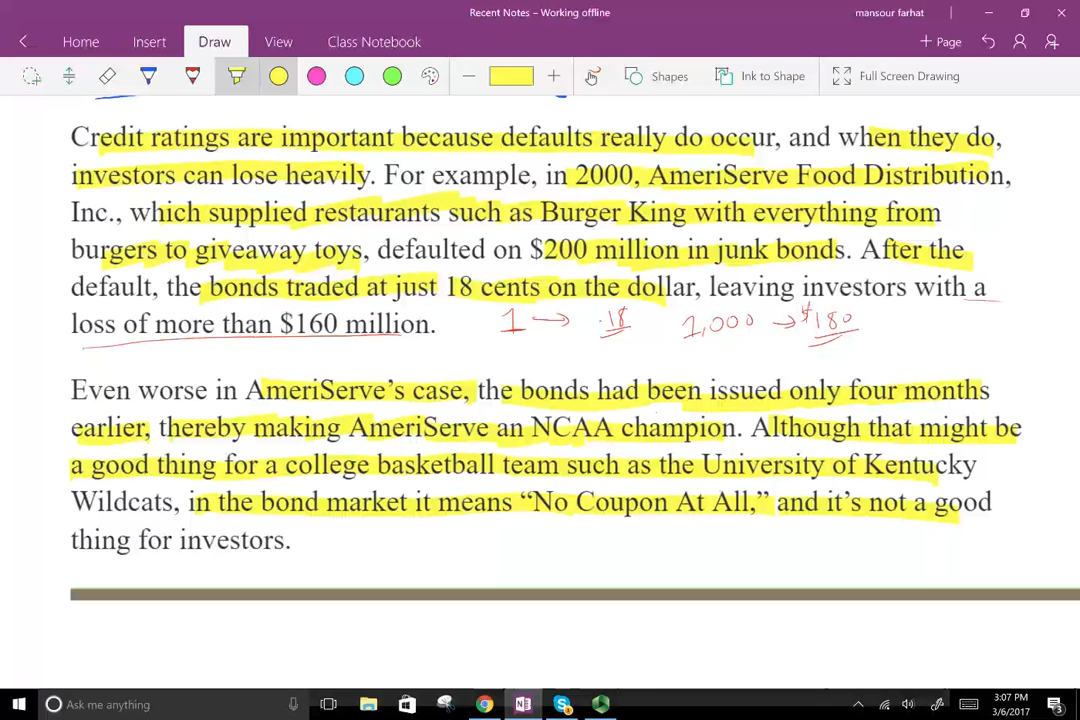 Recent Notes – Working offline
mansour farhat
Home Insert Draw View Class Notebook
Page
Shapes Ink to Shape Full Screen Drawing
Credit ratings are important because defaults really do occur, and when they do,
investors can lose heavily. For example, in 2000, AmeriServe Food Distribution,
Inc., which supplied restaurants such as Burger King with everything from
burgers to giveaway toys, defaulted on $200 million in junk bonds. After the
default, the bonds traded at just 18 cents on the dollar, leaving investors with a
loss of more than $160 million.
1 → .18 1,000 → $180
Even worse in AmeriServe’s case, the bonds had been issued only four months
earlier, thereby making AmeriServe an NCAA champion. Although that might be
a good thing for a college basketball team such as the University of Kentucky
Wildcats, in the bond market it means “No Coupon At All,” and it’s not a good
thing for investors.
Ask me anything
3:07 PM
3/6/2017